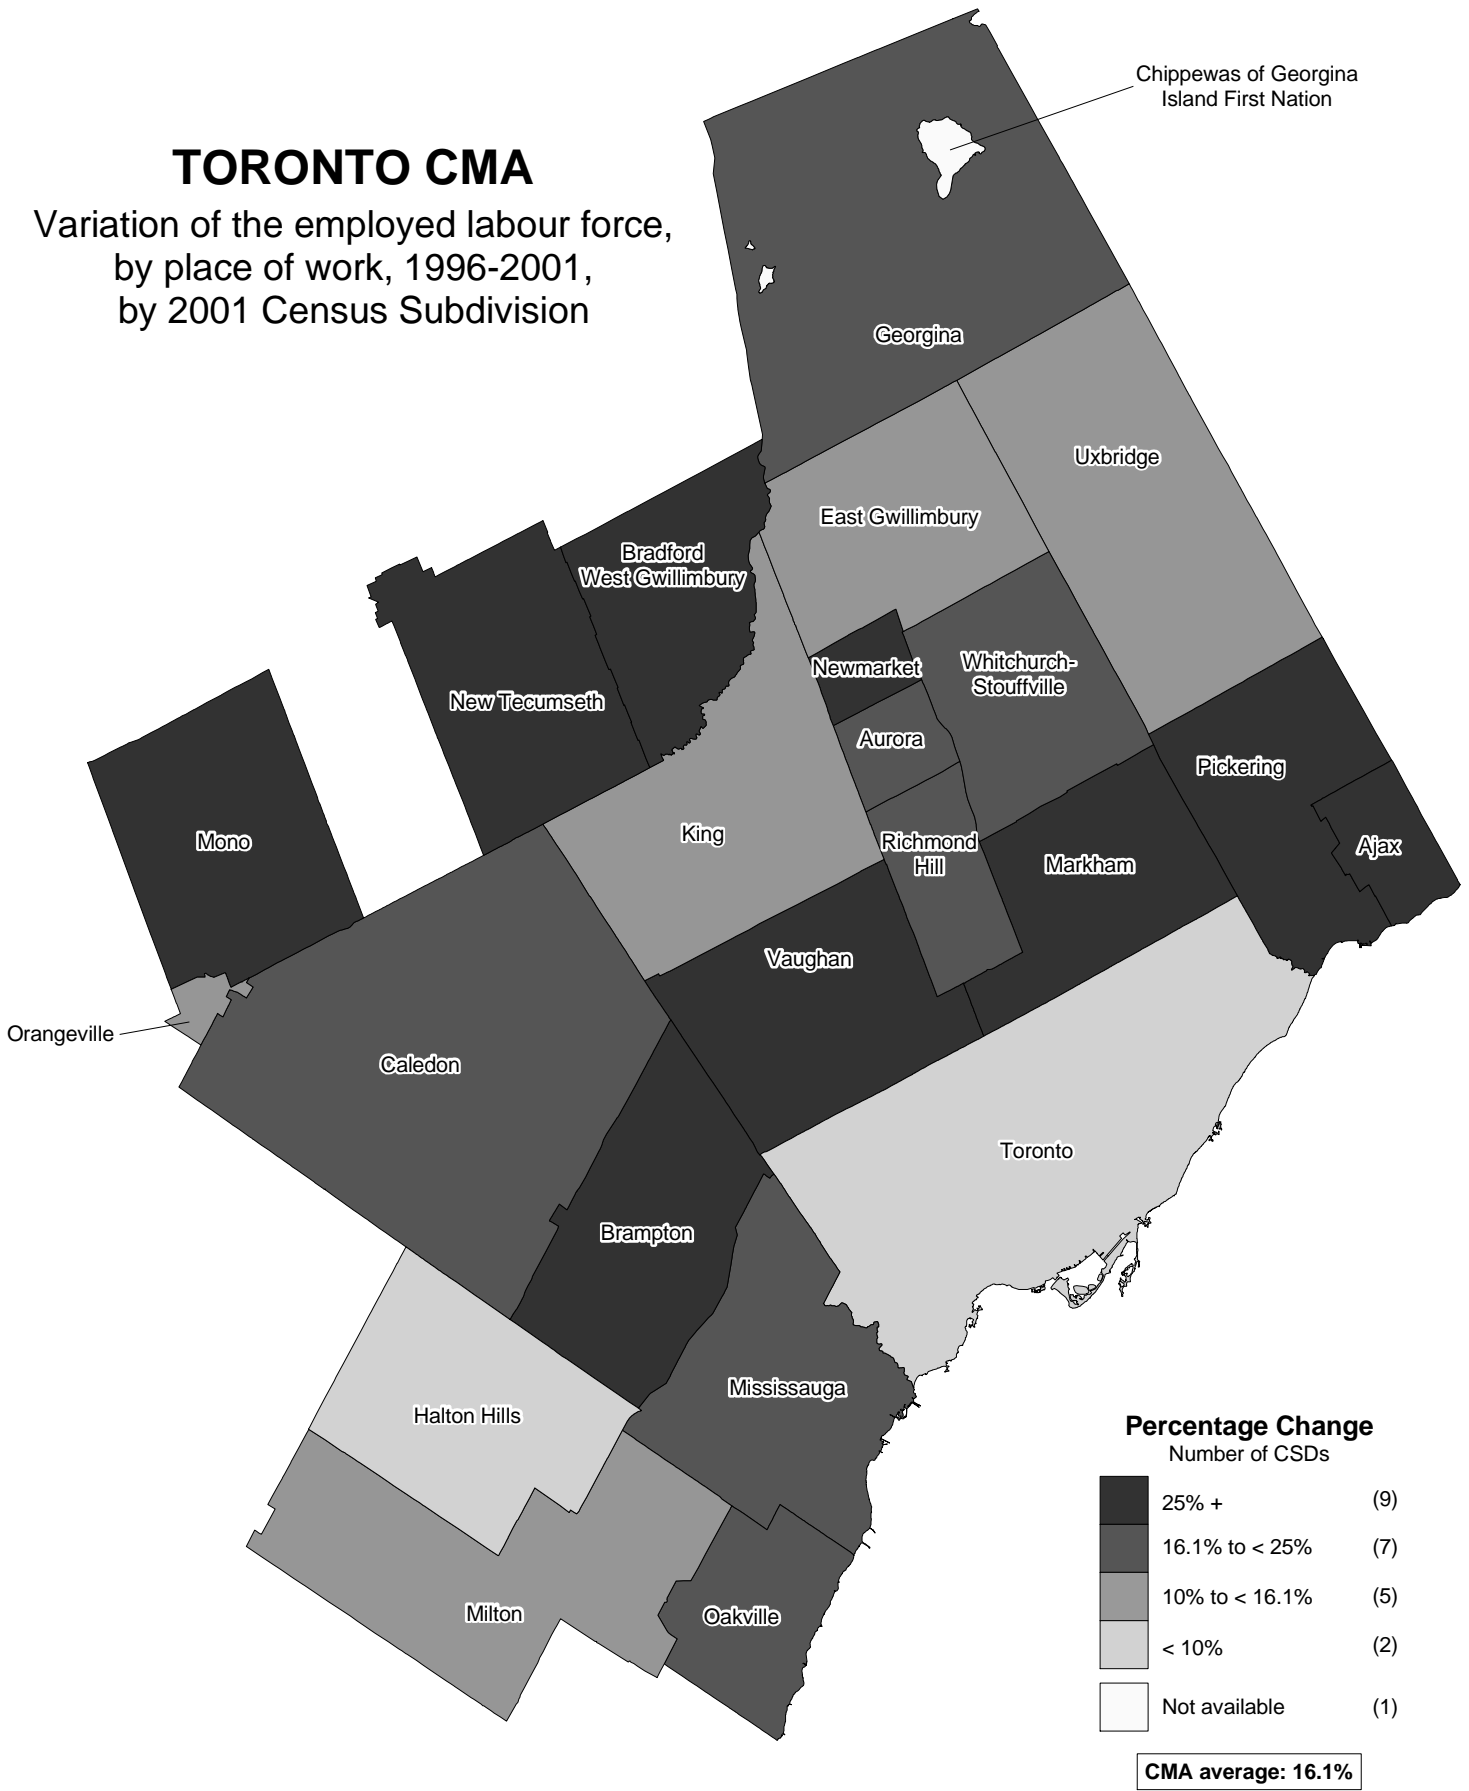 TORONTO CMA
Variation of the employed labour force,
by place of work, 1996-2001,
by 2001 Census Subdivision
Chippewas of Georgina
Island First Nation
Georgina
Uxbridge
East Gwillimbury
Bradford
West Gwillimbury
Newmarket
Whitchurch-
Stouffville
New Tecumseth
Aurora
Pickering
Mono
King
Richmond
Hill
Markham
Ajax
Vaughan
Orangeville
Caledon
Toronto
Brampton
Mississauga
Halton Hills
Milton
Oakville
Percentage Change
Number of CSDs
25% + (9)
16.1% to < 25% (7)
10% to < 16.1% (5)
< 10% (2)
Not available (1)
CMA average: 16.1%